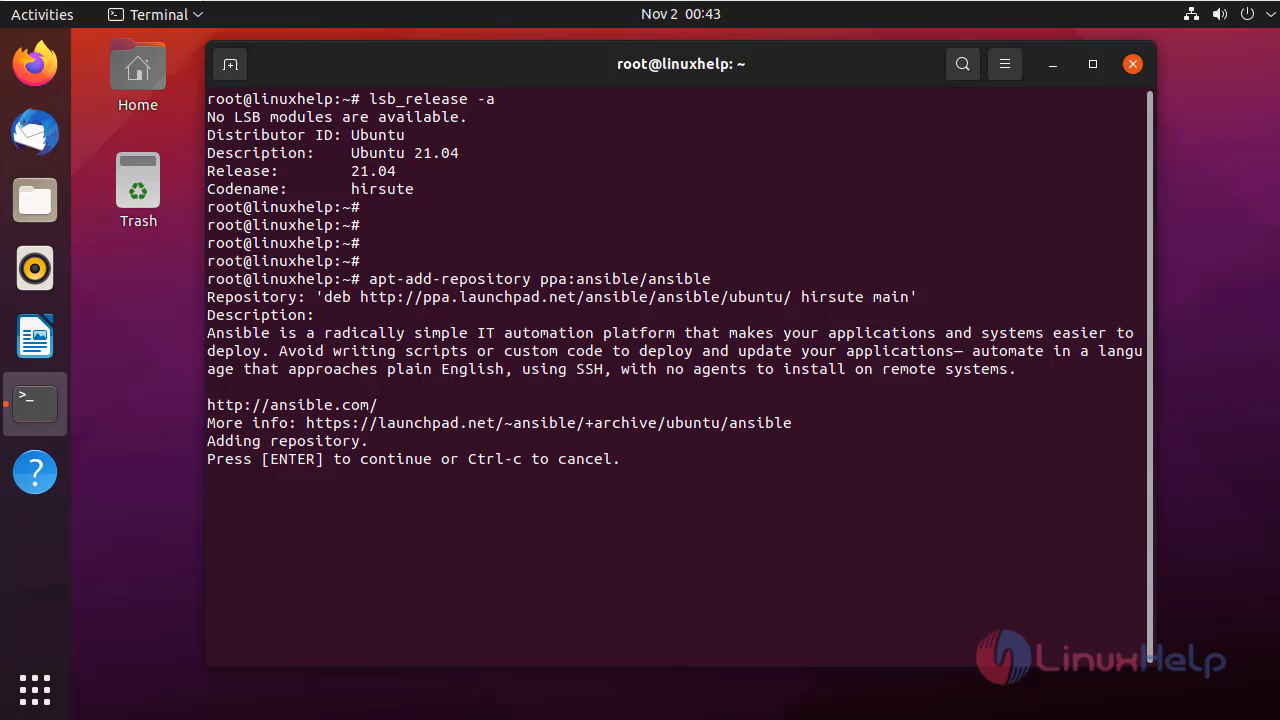 Activities
Terminal
Nov 2 00:43
Home
Trash
root@linuxhelp: ~
root@linuxhelp:~# lsb_release -a
No LSB modules are available.
Distributor ID: Ubuntu
Description:    Ubuntu 21.04
Release:        21.04
Codename:       hirsute
root@linuxhelp:~#
root@linuxhelp:~#
root@linuxhelp:~#
root@linuxhelp:~#
root@linuxhelp:~# apt-add-repository ppa:ansible/ansible
Repository: 'deb http://ppa.launchpad.net/ansible/ansible/ubuntu/ hirsute main'
Description:
Ansible is a radically simple IT automation platform that makes your applications and systems easier to
deploy. Avoid writing scripts or custom code to deploy and update your applications— automate in a langu
age that approaches plain English, using SSH, with no agents to install on remote systems.

http://ansible.com/
More info: https://launchpad.net/~ansible/+archive/ubuntu/ansible
Adding repository.
Press [ENTER] to continue or Ctrl-c to cancel.
LinuxHelp